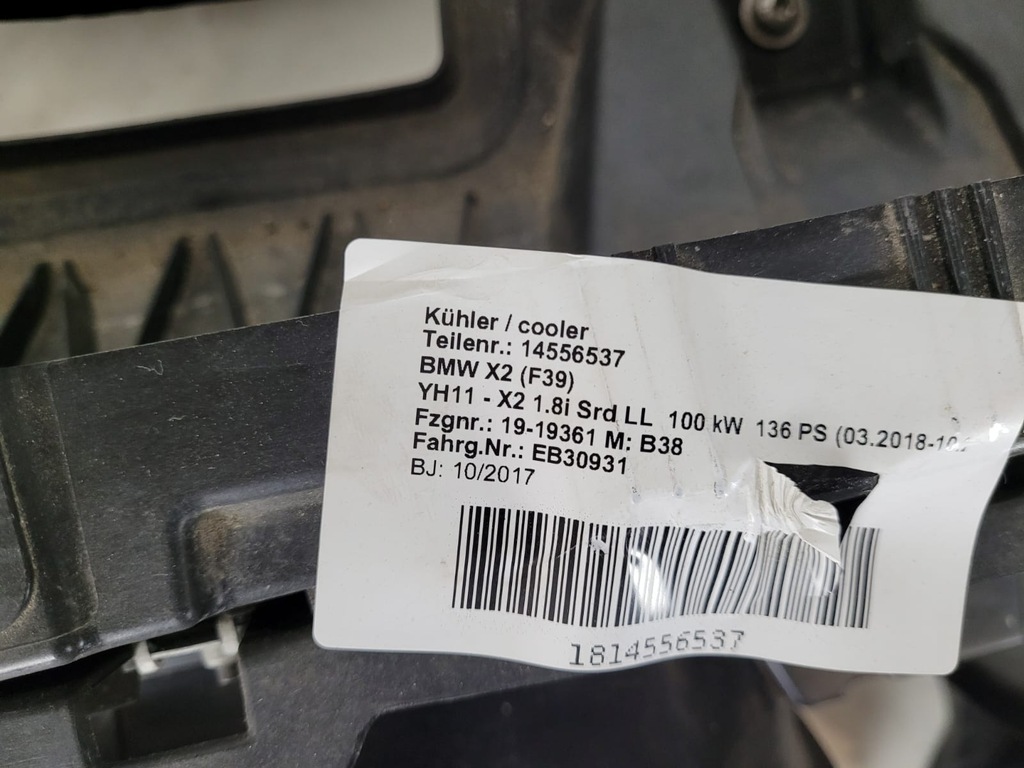 Kühler / cooler
Teilenr.: 14556537
BMW X2 (F39)
YH11 - X2 1.8i Srd LL 100 kW 136 PS (03.2018-10.
Fzgnr.: 19-19361 M: B38
Fahrg.Nr.: EB30931
BJ: 10/2017
1814556537